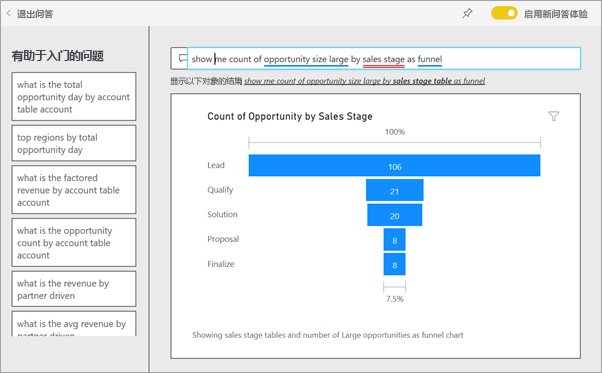 退出问答
启用新问答体验
有助于入门的问题
what is the total
opportunity day by account
table account
top regions by total
opportunity day
what is the factored
revenue by account table
account
what is the opportunity
count by account table
account
what is the revenue by
partner driven
what is the avg revenue by
partner driven
show me count of opportunity size large by sales stage as funnel
显示以下对象的结果 show me count of opportunity size large by sales stage table as funnel
Count of Opportunity by Sales Stage
100%
Lead 106
Qualify 21
Solution 20
Proposal 8
Finalize 8
7.5%
Showing sales stage tables and number of Large opportunities as funnel chart